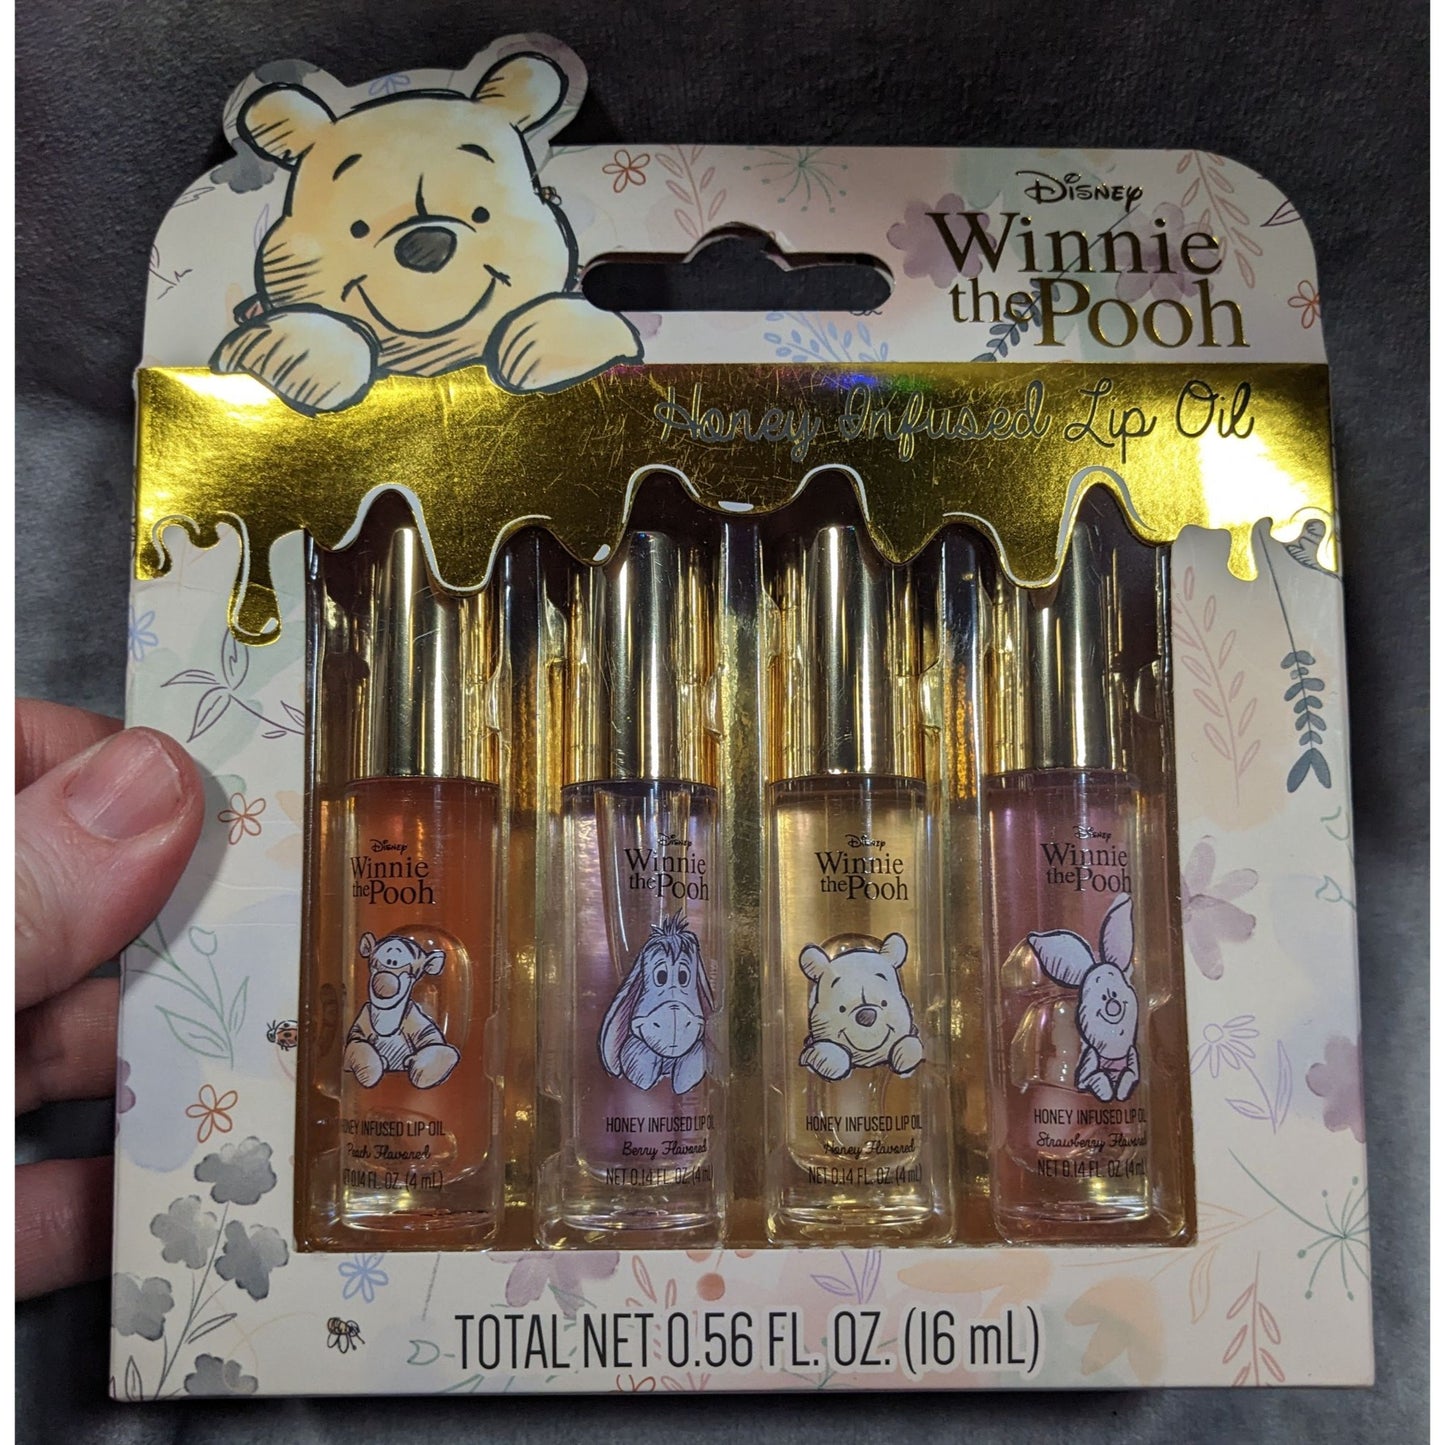 Disney
Winnie
the Pooh
Honey Infused Lip Oil
Disney
Winnie
the Pooh
HONEY INFUSED LIP OIL
Peach Flavored
0.14 FL. OZ. (4 mL)
Disney
Winnie
the Pooh
HONEY INFUSED LIP OIL
Berry Flavored
NET 0.14 FL. OZ. (4 mL)
Disney
Winnie
the Pooh
HONEY INFUSED LIP OIL
Honey Flavored
NET 0.14 FL. OZ. (4 mL)
Disney
Winnie
the Pooh
HONEY INFUSED LIP OIL
Strawberry Flavored
NET 0.14 FL. OZ. (4 mL)
TOTAL NET 0.56 FL. OZ. (16 mL)